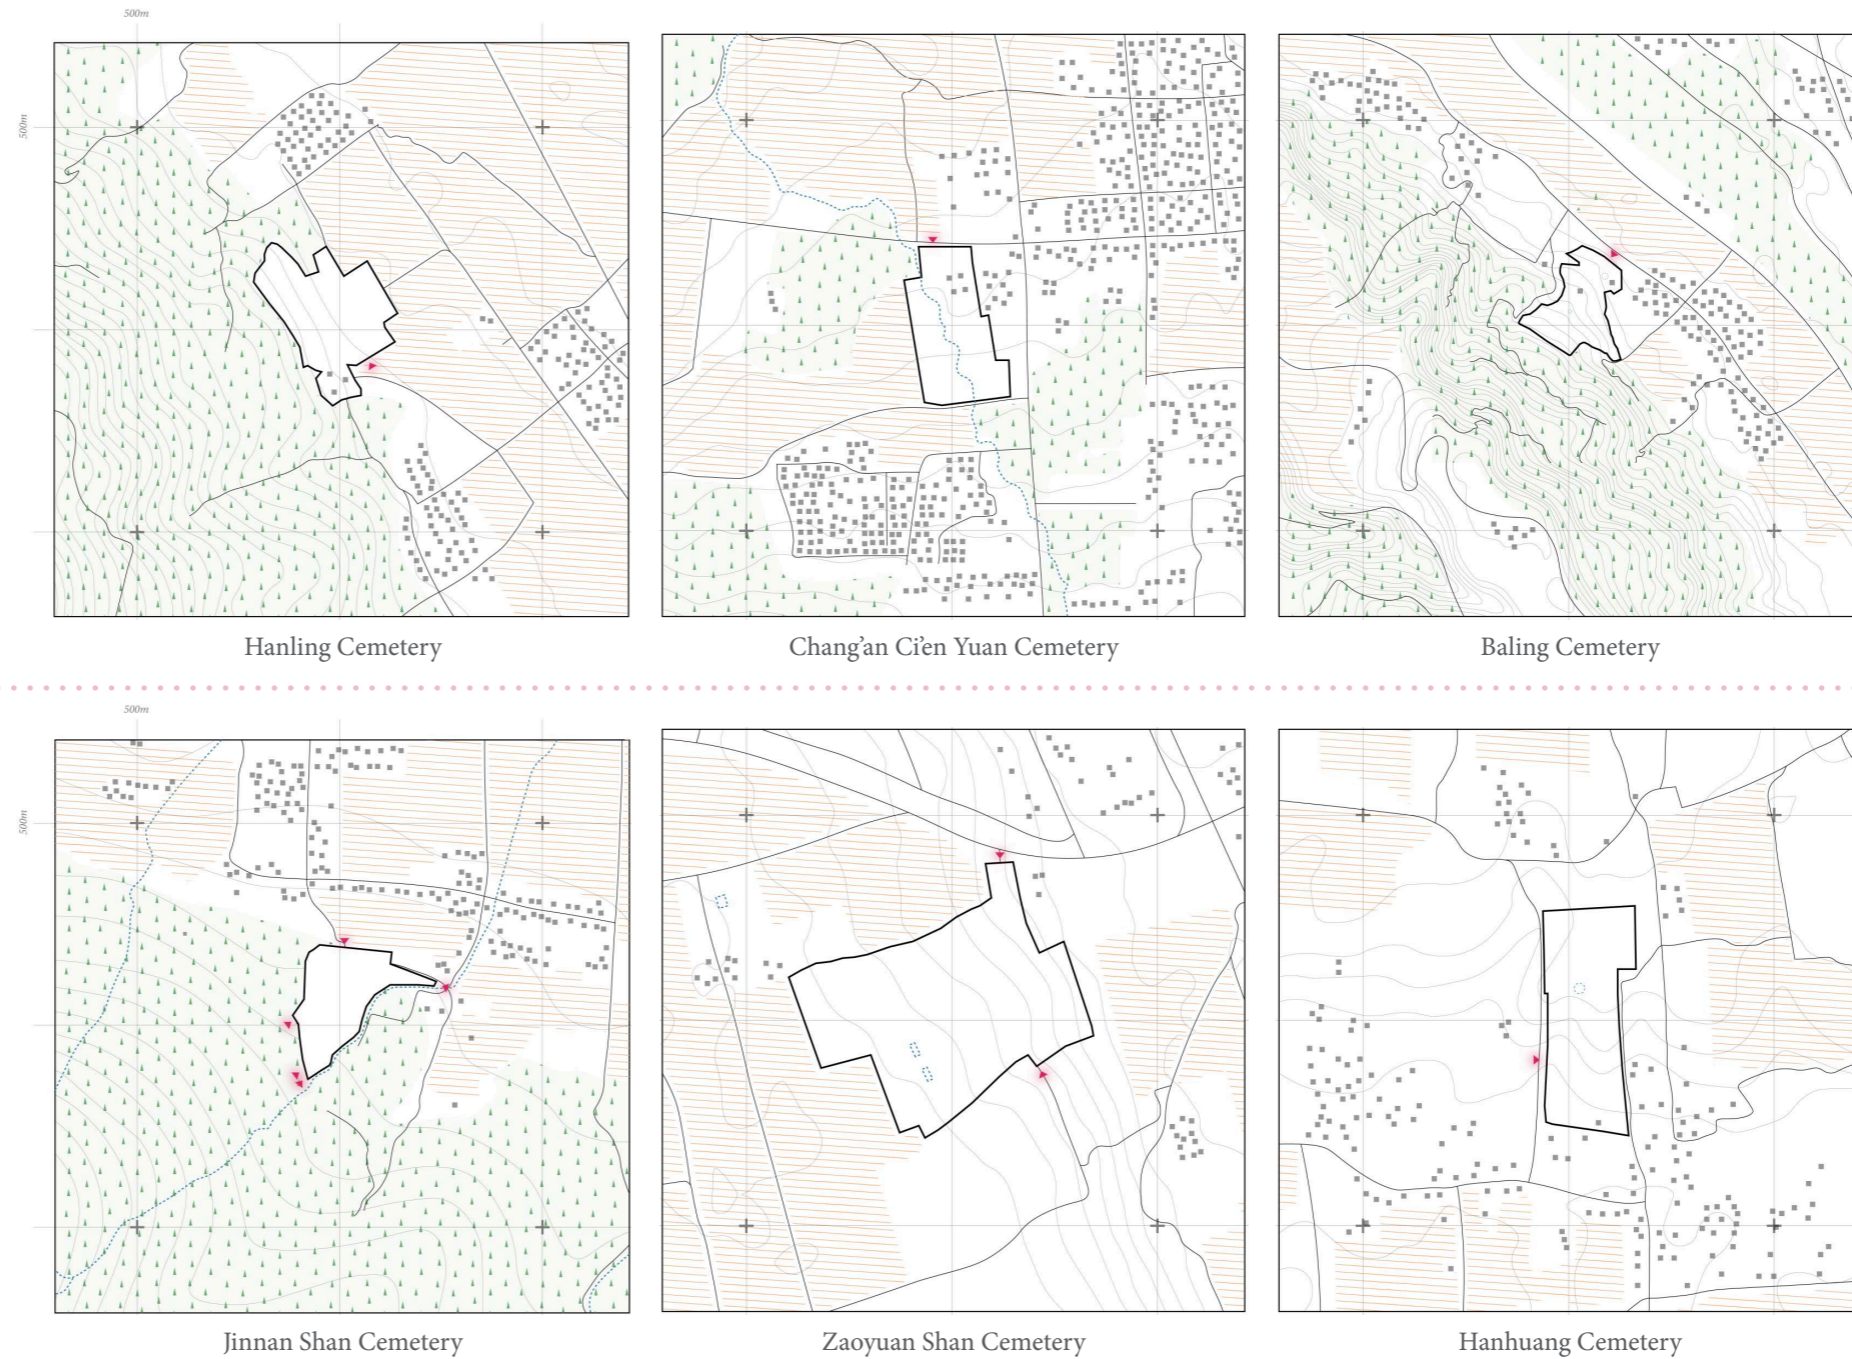 500m
500m
Hanling Cemetery
Chang'an Ci'en Yuan Cemetery
Baling Cemetery
500m
500m
Jinnan Shan Cemetery
Zaoyuan Shan Cemetery
Hanhuang Cemetery